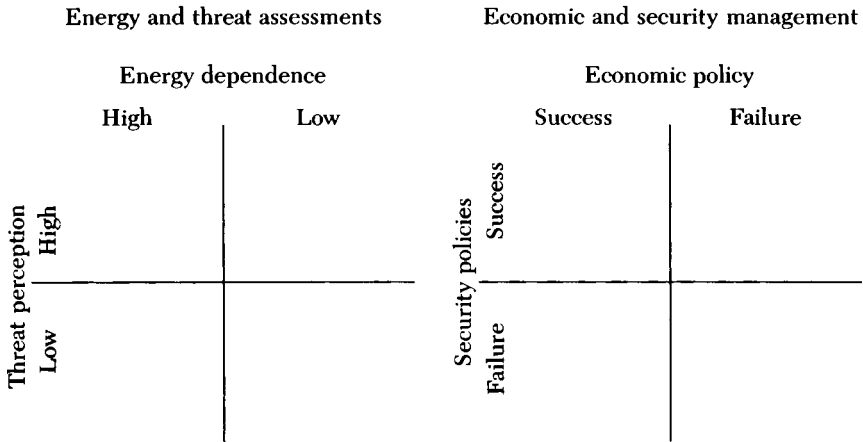 Energy and threat assessments
Energy dependence
High Low
Threat perception
High
Low
Economic and security management
Economic policy
Success Failure
Security policies
Success
Failure